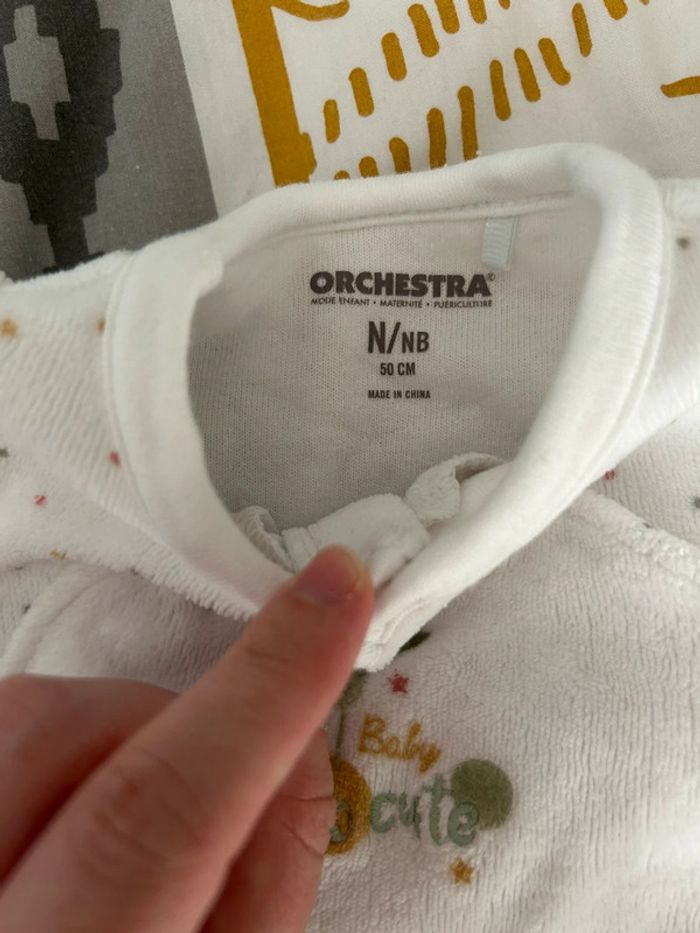 ORCHESTRA®
MODE ENFANT • MATERNITÉ • PUÉRICULTURE
N/NB
50 CM
MADE IN CHINA
Baby
cute